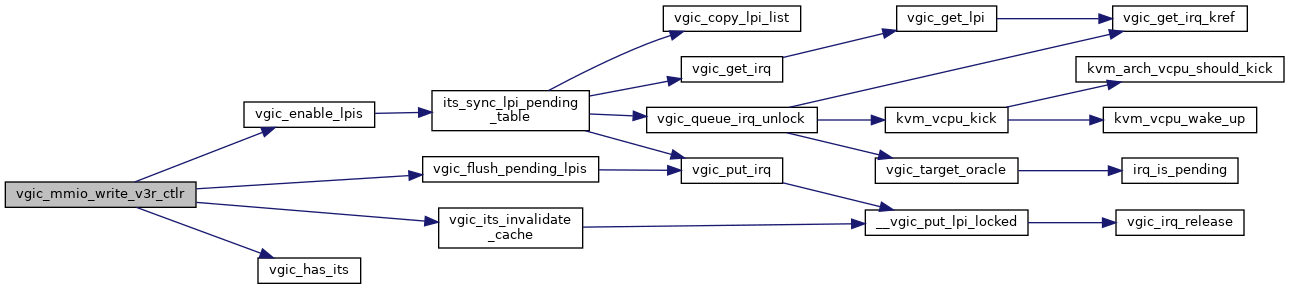 vgic_copy_lpi_list
vgic_get_lpi
vgic_get_irq_kref
vgic_get_irq
kvm_arch_vcpu_should_kick
vgic_enable_lpis
its_sync_lpi_pending
_table
vgic_queue_irq_unlock
kvm_vcpu_kick
kvm_vcpu_wake_up
vgic_flush_pending_lpis
vgic_put_irq
vgic_target_oracle
irq_is_pending
vgic_mmio_write_v3r_ctlr
vgic_its_invalidate
_cache
__vgic_put_lpi_locked
vgic_irq_release
vgic_has_its